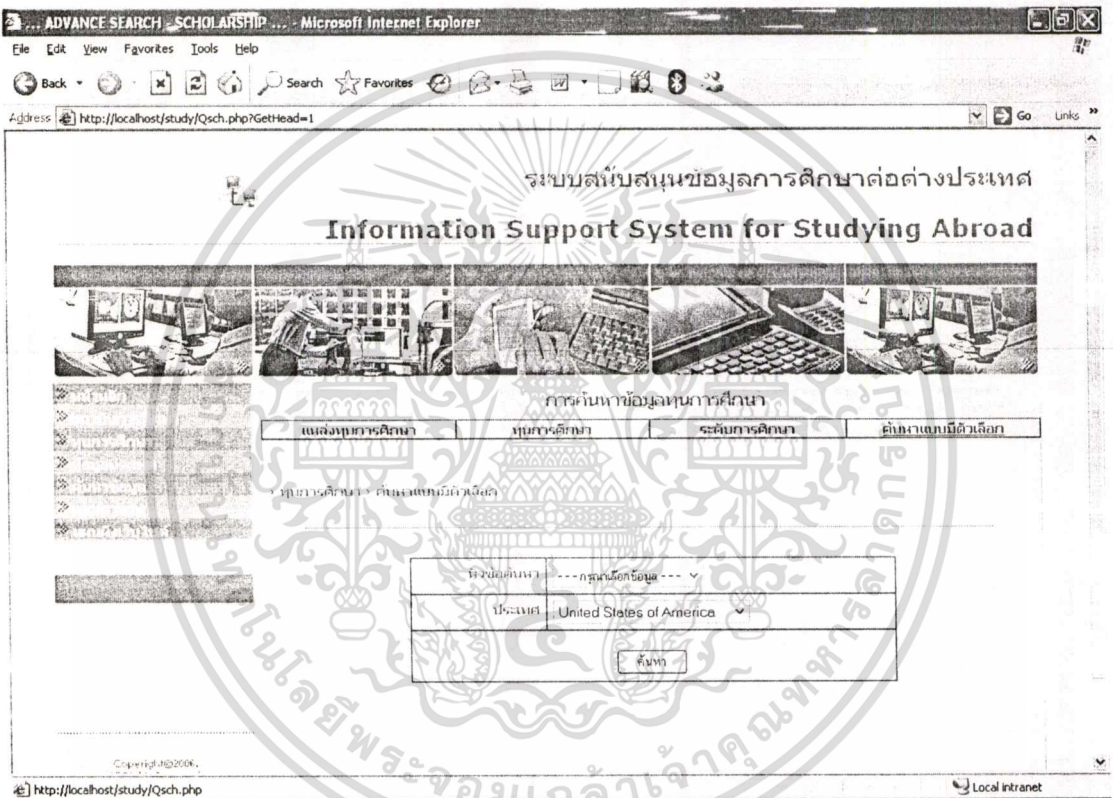 ... ADVANCE SEARCH - SCHOLARSHIP ... - Microsoft Internet Explorer
File Edit View Favorites Tools Help
Back Search Favorites
Address http://localhost/study/Qsch.php?GetHead=1 Go Links
ระบบสนับสนุนข้อมูลการศึกษาต่อต่างประเทศ
Information Support System for Studying Abroad
การค้นหาข้อมูลทุนการศึกษา
แหล่งทุนการศึกษา ทุนการศึกษา ระดับการศึกษา ค้นหาแบบมีตัวเลือก
> ทุนการศึกษา > ค้นหาแบบมีตัวเลือก
หัวข้อค้นหา --- กรุณาเลือกข้อมูล ---
ประเทศ United States of America
ค้นหา
Copyright@2006.
http://localhost/study/Qsch.php Local intranet